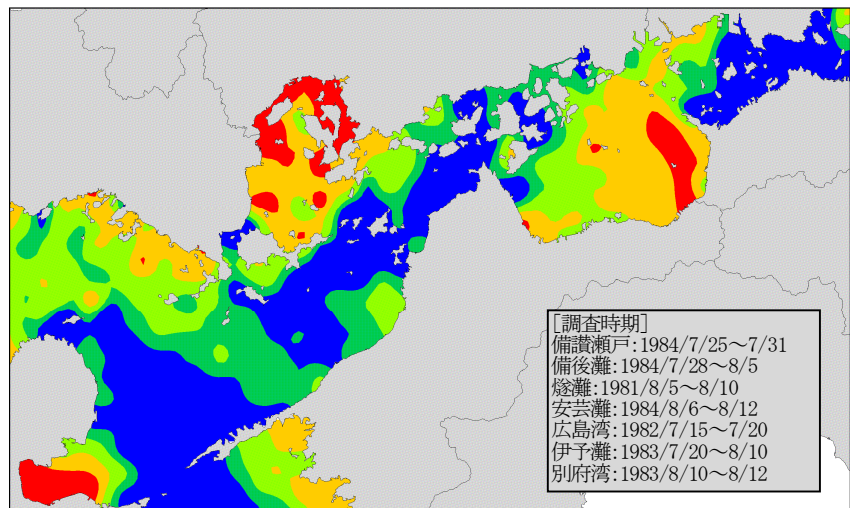 [調査時期]
備讃瀬戸:1984/7/25～7/31
備後灘:1984/7/28～8/5
燧灘:1981/8/5～8/10
安芸灘:1984/8/6～8/12
広島湾:1982/7/15～7/20
伊予灘:1983/7/20～8/10
別府湾:1983/8/10～8/12